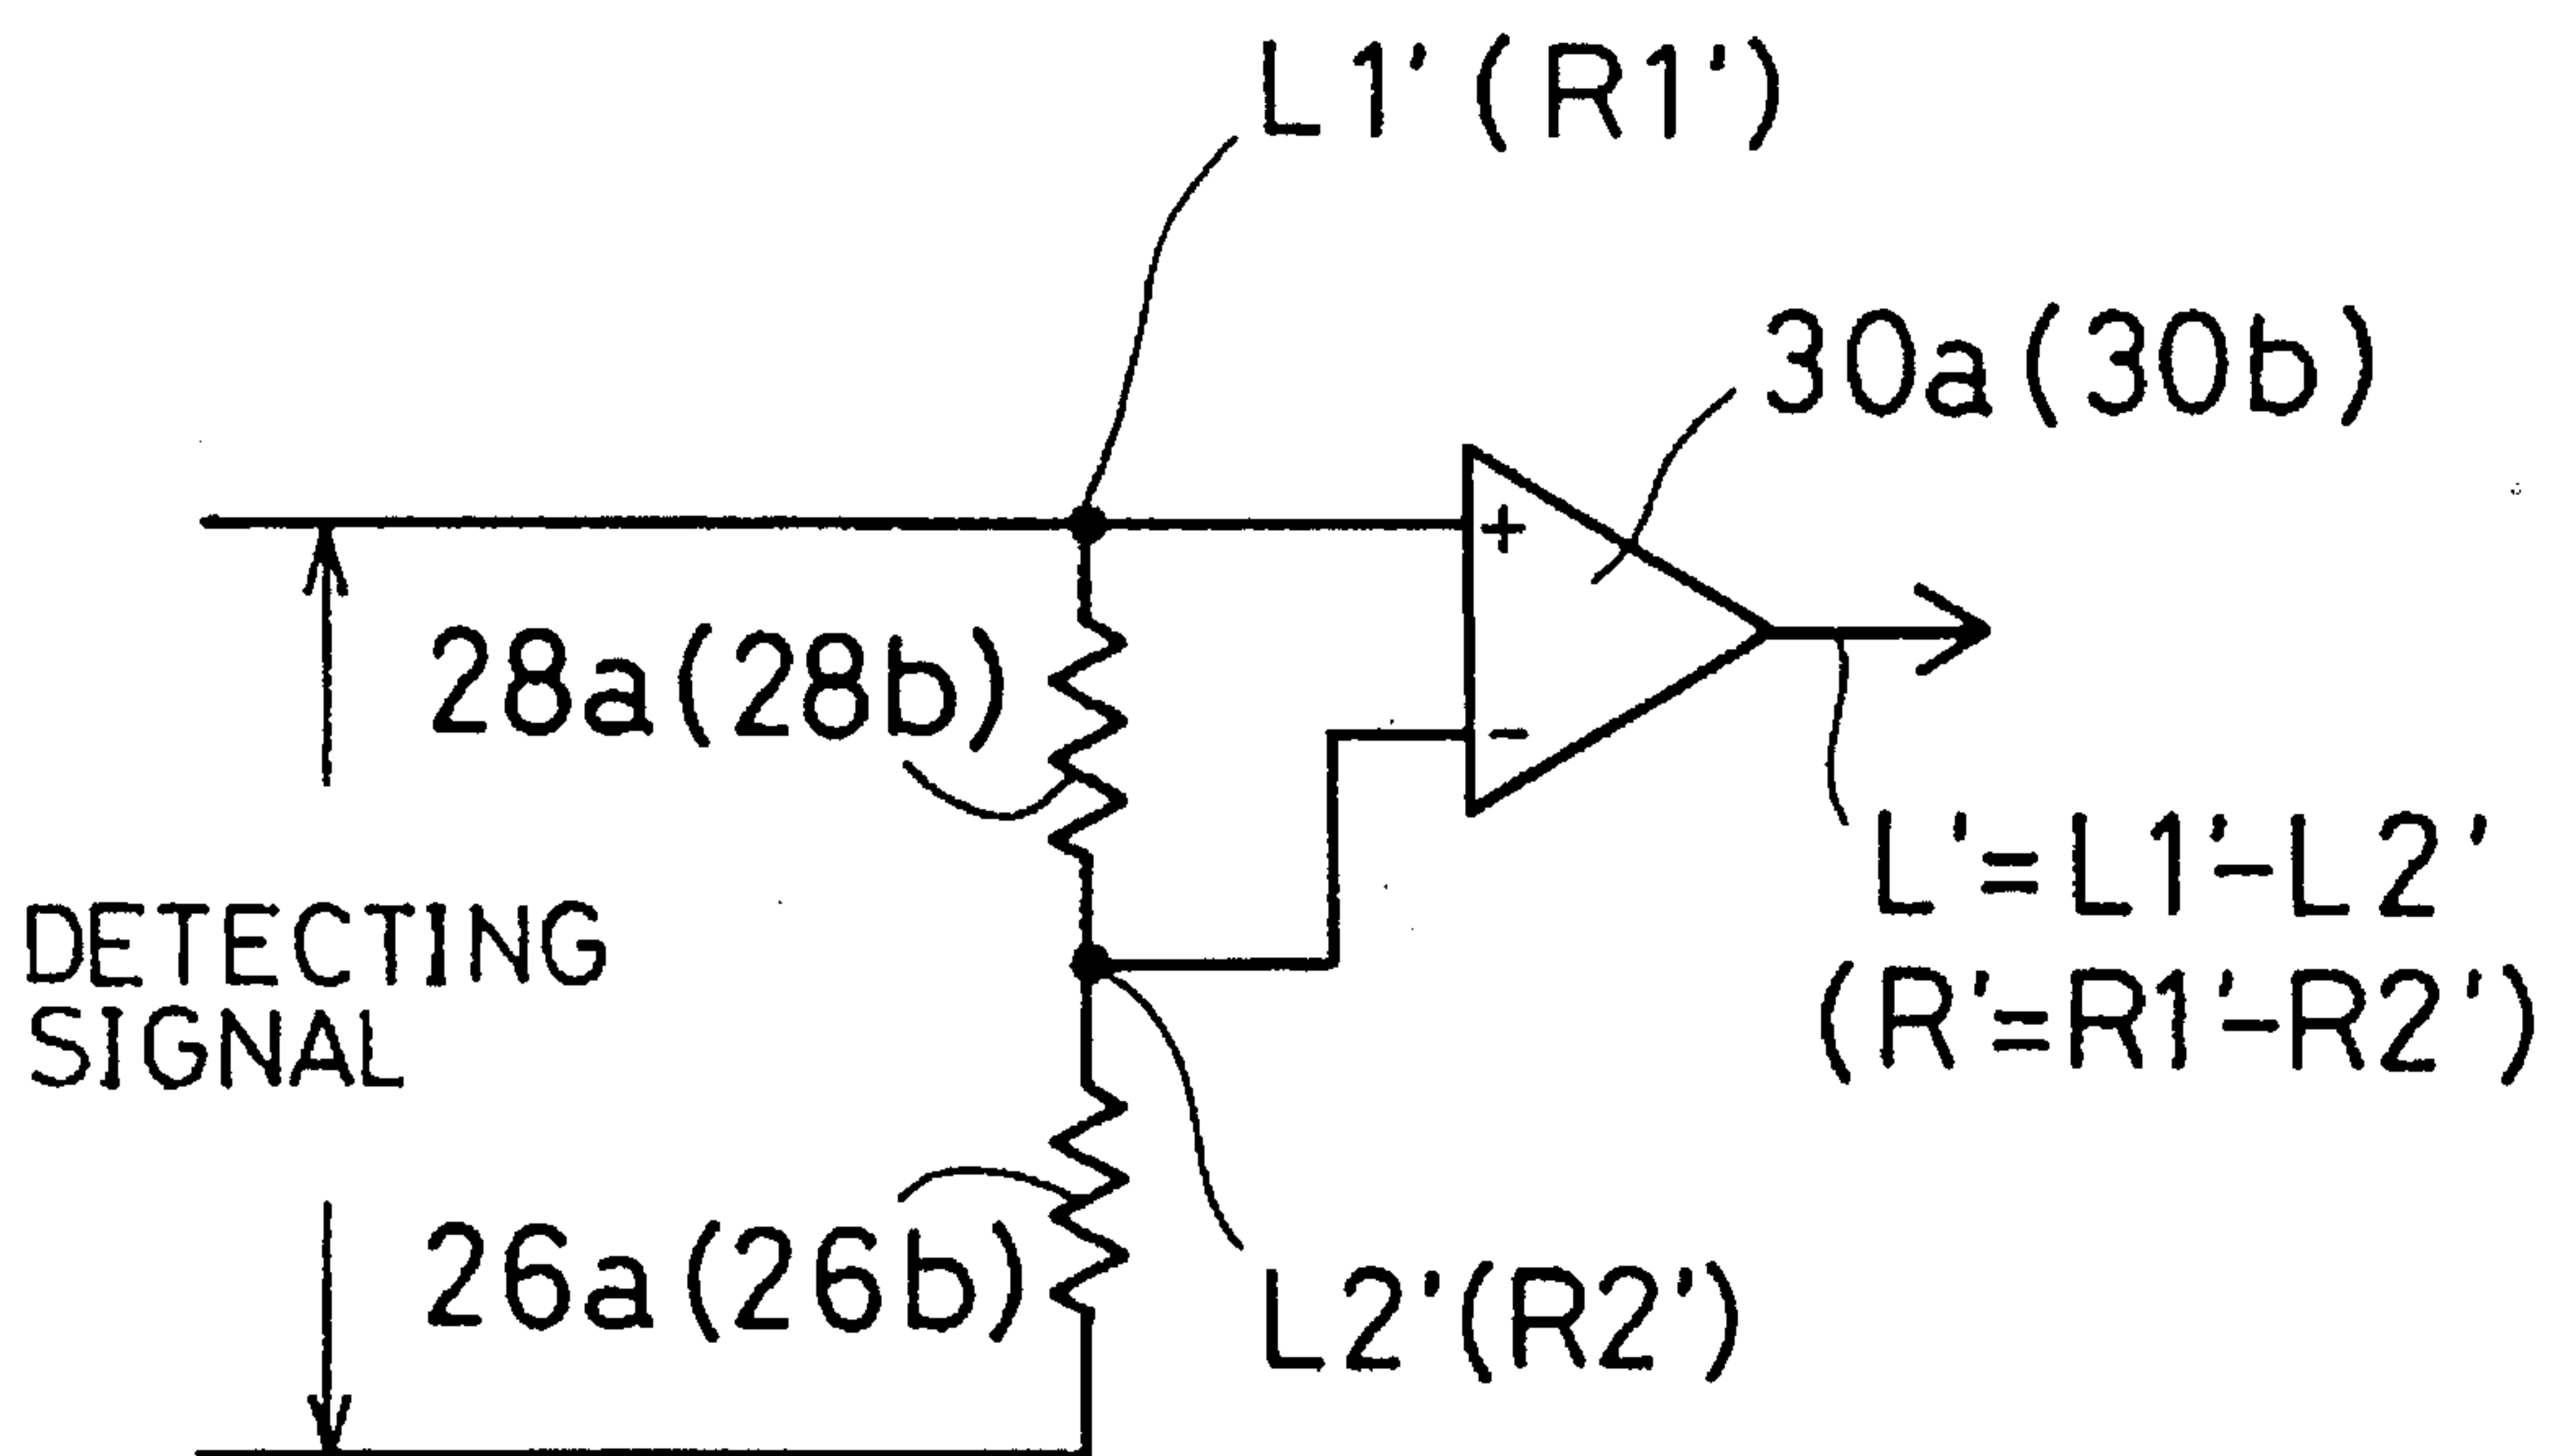 L1'(R1')
30a(30b)
+
28a(28b)
-
L'=L1'-L2'
(R'=R1'-R2')
DETECTING
SIGNAL
26a(26b)
L2'(R2')